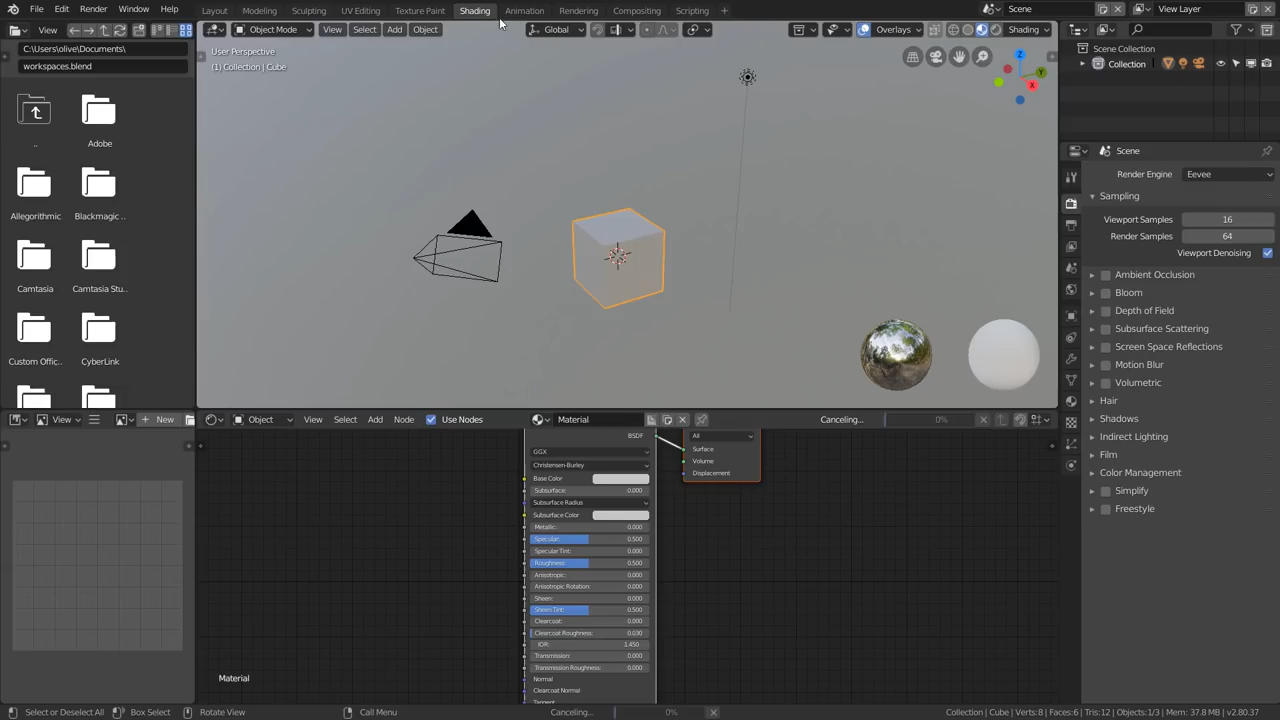 File Edit Render Window Help Layout Modeling Sculpting UV Editing Texture Paint Shading Animation Rendering Compositing Scripting + Scene View Layer
View Object Mode View Select Add Object Global Overlays Shading
C:\Users\olive\Documents\
workspaces.blend
.. Adobe
Allegorithmic Blackmagic ..
Camtasia Camtasia Stu..
Custom Offic.. CyberLink
User Perspective
(1) Collection | Cube
Z
Y
X
Scene Collection
Collection
Scene
Render Engine Eevee
Sampling
Viewport Samples 16
Render Samples 64
Viewport Denoising
Ambient Occlusion
Bloom
Depth of Field
Subsurface Scattering
Screen Space Reflections
Motion Blur
Volumetric
Hair
Shadows
Indirect Lighting
Film
Color Management
Simplify
Freestyle
View New Object View Select Add Node Use Nodes Material Canceling... 0%
BSDF
GGX
Christensen-Burley
Base Color
Subsurface: 0.000
Subsurface Radius
Subsurface Color
Metallic: 0.000
Specular: 0.500
Specular Tint: 0.000
Roughness: 0.500
Anisotropic: 0.000
Anisotropic Rotation: 0.000
Sheen: 0.000
Sheen Tint: 0.500
Clearcoat: 0.000
Clearcoat Roughness: 0.030
IOR: 1.450
Transmission: 0.000
Transmission Roughness: 0.000
Normal
Clearcoat Normal
Tangent
All
Surface
Volume
Displacement
Material
Select or Deselect All Box Select Rotate View Call Menu Canceling... 0% Collection | Cube | Verts:8 | Faces:6 | Tris:12 | Objects:1/3 | Mem: 37.8 MB | v2.80.37